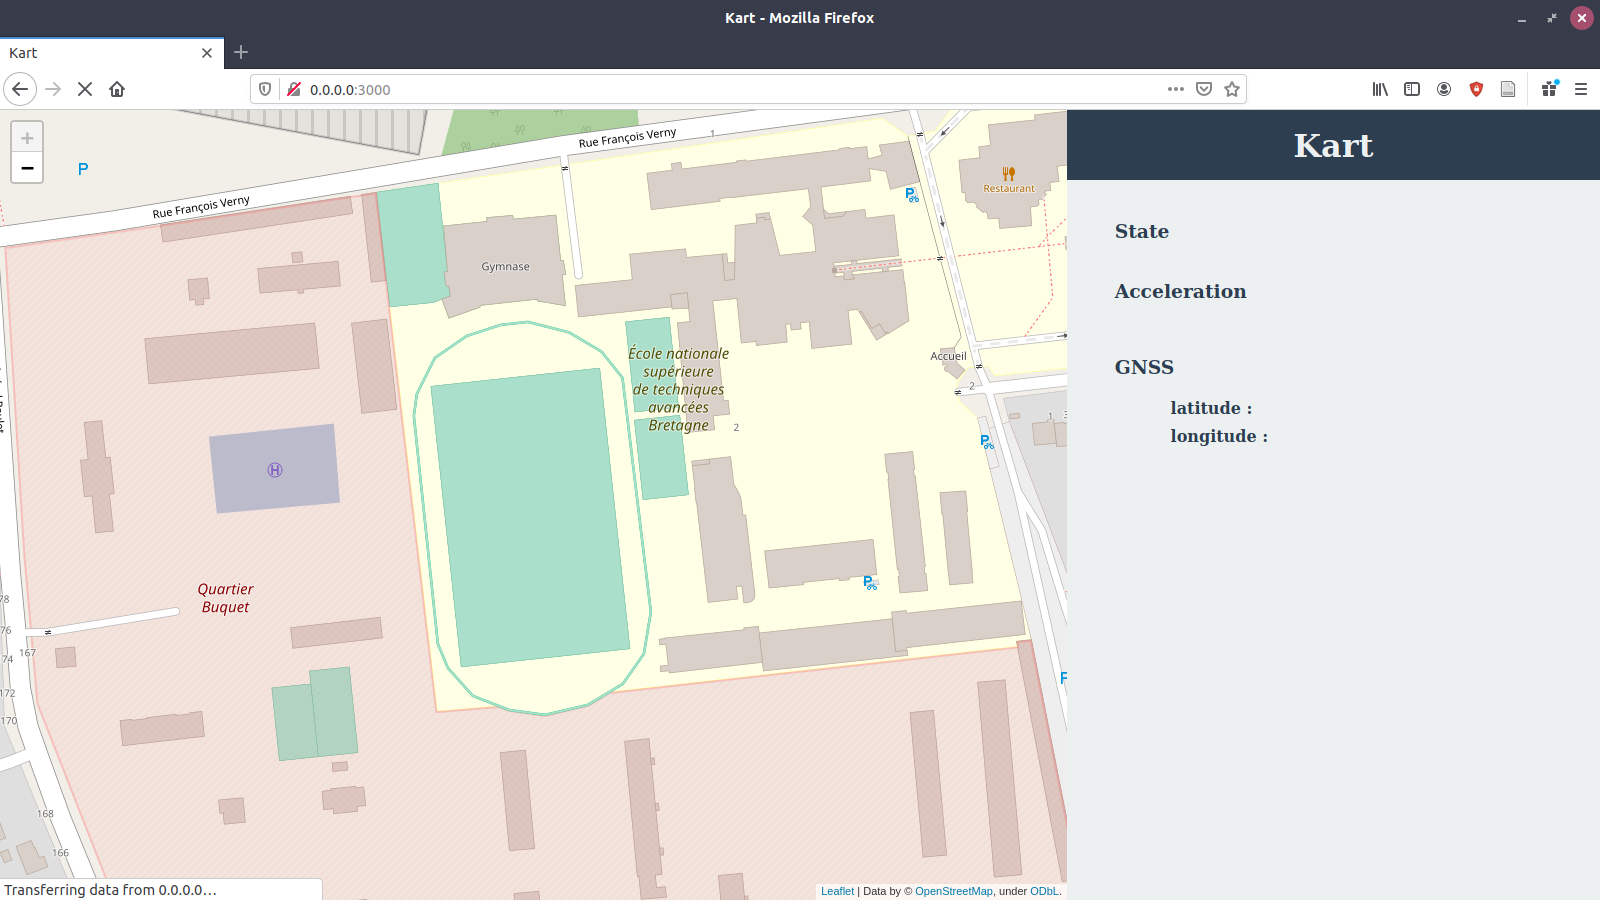 Kart - Mozilla Firefox
Kart
0.0.0.0:3000
+
−
P
Rue François Verny
1
Rue François Verny
P
Restaurant
Gymnase
École nationale
supérieure
de techniques
avancées
Bretagne
Accueil
2
2
1
P
P
H
Quartier
Buquet
78
76
167
74
172
170
168
166
Transferring data from 0.0.0.0…
Leaflet | Data by © OpenStreetMap, under ODbL.
Kart
State
Acceleration
GNSS
latitude :
longitude :